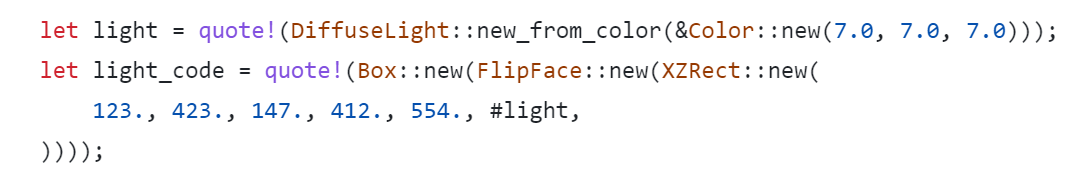 let light = quote!(DiffuseLight::new_from_color(&Color::new(7.0, 7.0, 7.0)));
let light_code = quote!(Box::new(FlipFace::new(XZRect::new(
    123., 423., 147., 412., 554., #light,
))));